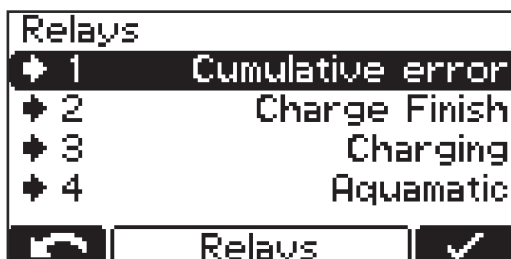 Relays
1 Cumulative error
2 Charge Finish
3 Charging
4 Aquamatic
Relays